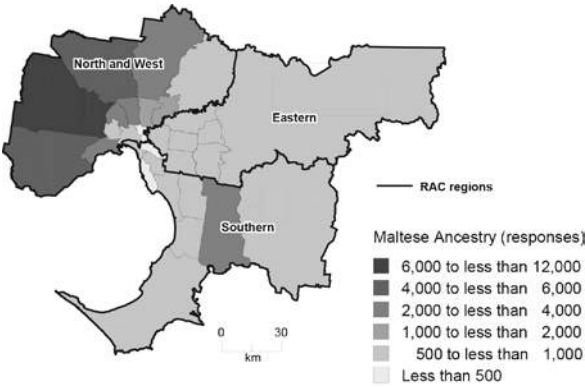 North and West
Eastern
RAC regions
Southern
Maltese Ancestry (responses)
6,000 to less than 12,000
4,000 to less than 6,000
2,000 to less than 4,000
1,000 to less than 2,000
500 to less than 1,000
Less than 500
0 30
km